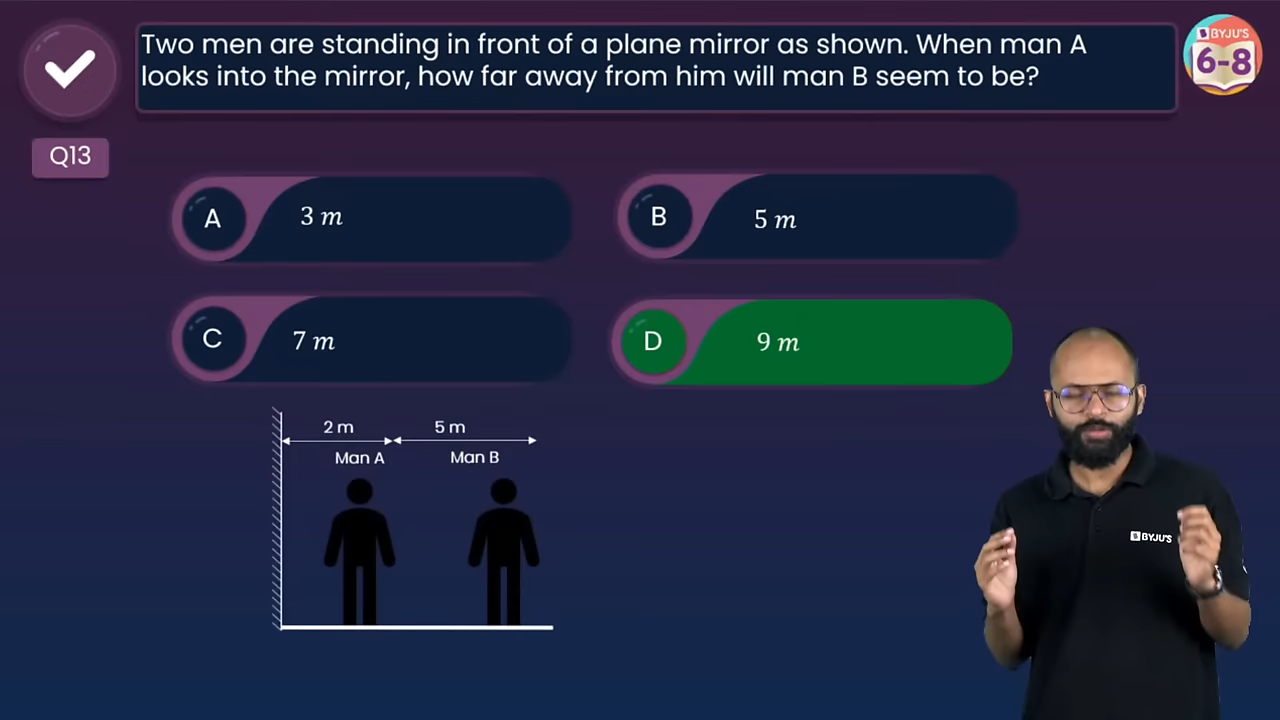 Two men are standing in front of a plane mirror as shown. When man A
looks into the mirror, how far away from him will man B seem to be?
BYJU'S
6-8
Q13
A 3 m
B 5 m
C 7 m
D 9 m
2 m 5 m
Man A Man B
BYJU'S